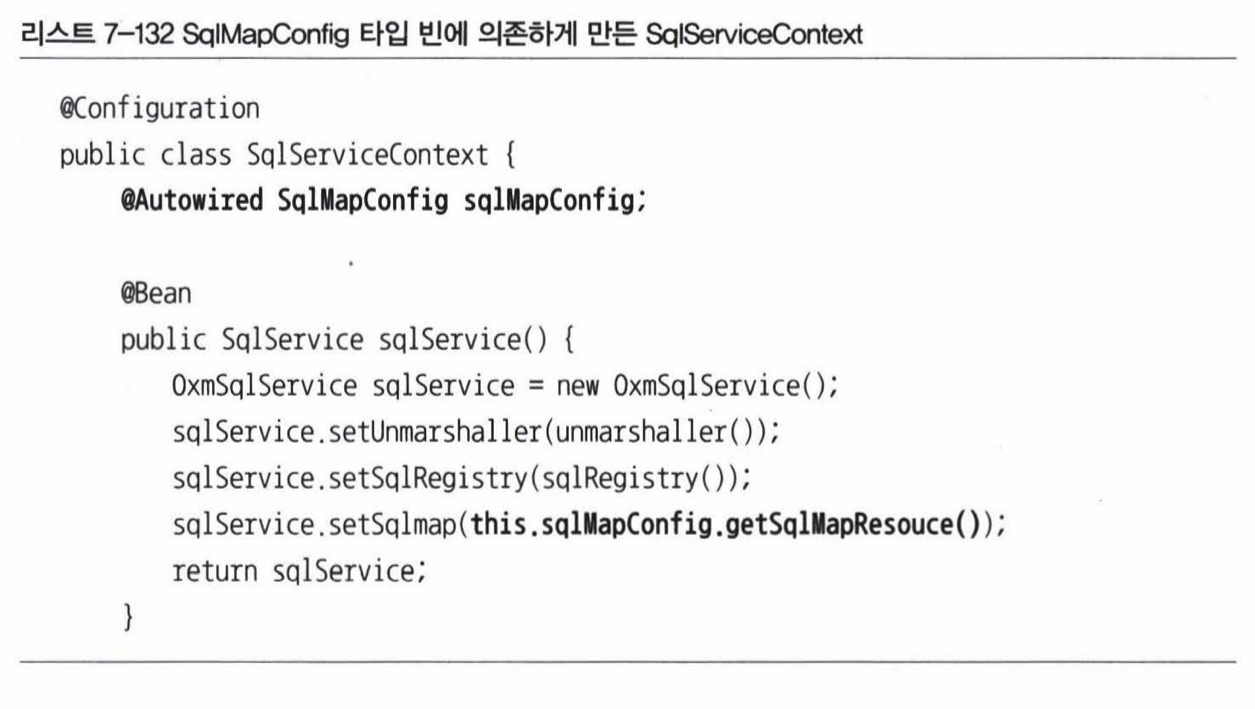 리스트 7-132 SqlMapConfig 타입 빈에 의존하게 만든 SqlServiceContext
@Configuration
public class SqlServiceContext {
@Autowired SqlMapConfig sqlMapConfig;
@Bean
public SqlService sqlService() {
OxmSqlService sqlService = new OxmSqlService();
sqlService.setUnmarshaller(unmarshaller());
sqlService.setSqlRegistry(sqlRegistry());
sqlService.setSqlmap(this.sqlMapConfig.getSqlMapResouce());
return sqlService;
}